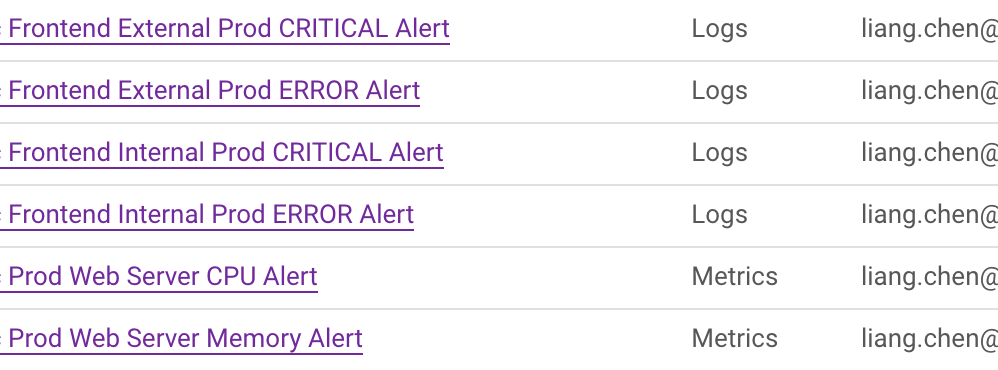 Frontend External Prod CRITICAL Alert Logs liang.chen@
Frontend External Prod ERROR Alert Logs liang.chen@
Frontend Internal Prod CRITICAL Alert Logs liang.chen@
Frontend Internal Prod ERROR Alert Logs liang.chen@
Prod Web Server CPU Alert Metrics liang.chen@
Prod Web Server Memory Alert Metrics liang.chen@